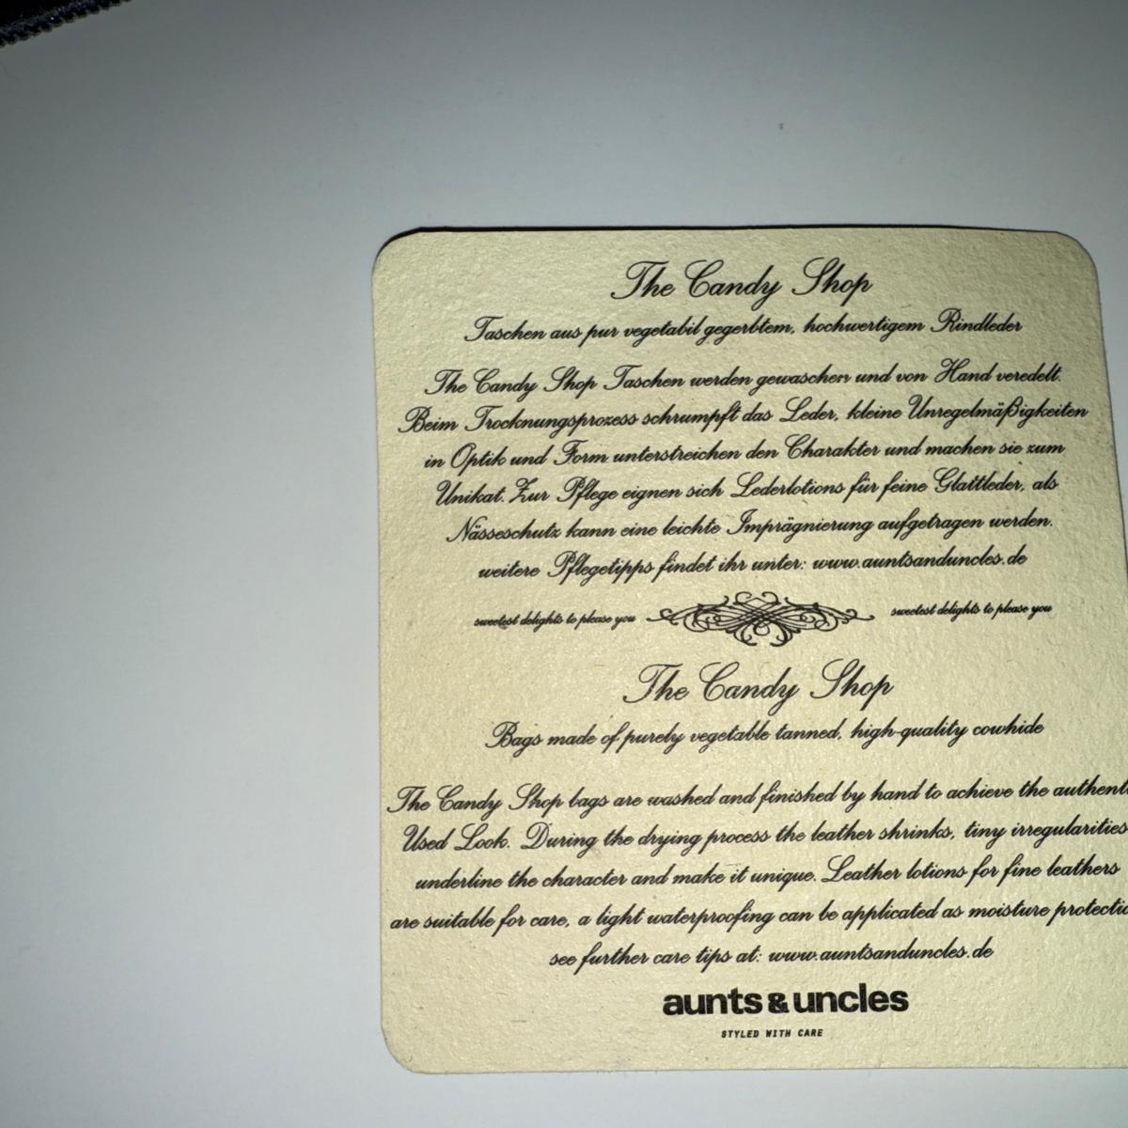 The Candy Shop
Taschen aus pur vegetabil gegerbtem, hochwertigem Rindleder
The Candy Shop Taschen werden gewaschen und von Hand veredelt.
Beim Trocknungsprozess schrumpft das Leder, kleine Unregelmäßigkeiten
in Optik und Form unterstreichen den Charakter und machen sie zum
Unikat. Zur Pflege eignen sich Lederlotions für feine Glattleder, als
Nässeschutz kann eine leichte Imprägnierung aufgetragen werden.
weitere Pflegetipps findet ihr unter: www.auntsanduncles.de
sweetest delights to please you sweetest delights to please you
The Candy Shop
Bags made of purely vegetable tanned, high-quality cowhide
The Candy Shop bags are washed and finished by hand to achieve the
Used Look. During the drying process the leather shrinks, tiny irregularities
underline the character and make it unique. Leather lotions for fine leathers
are suitable for care, a light waterproofing can be applicated as moisture
see further care tips at: www.auntsanduncles.de
aunts & uncles
STYLED WITH CARE